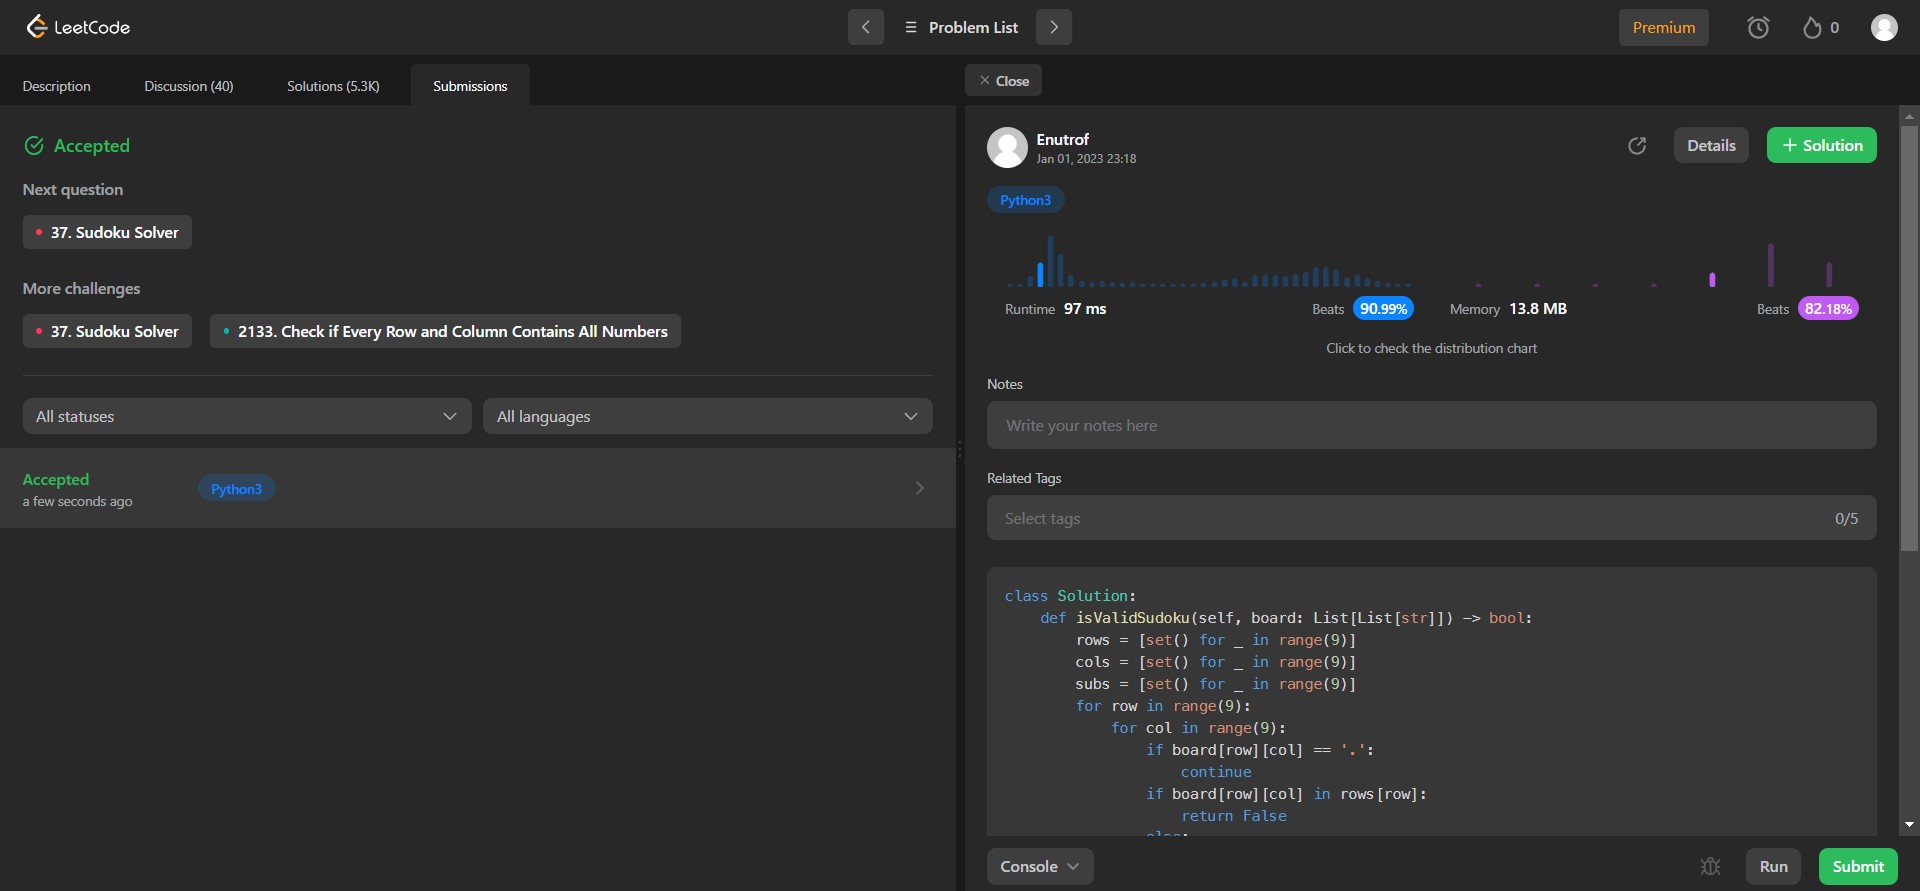 LeetCode
Problem List
Premium
0
Description
Discussion (40)
Solutions (5.3K)
Submissions
Close
Accepted
Next question
37. Sudoku Solver
More challenges
37. Sudoku Solver
2133. Check if Every Row and Column Contains All Numbers
All statuses
All languages
Accepted
a few seconds ago
Python3
Enutrof
Jan 01, 2023 23:18
Details
+ Solution
Python3
Runtime 97 ms
Beats 90.99%
Memory 13.8 MB
Beats 82.18%
Click to check the distribution chart
Notes
Write your notes here
Related Tags
Select tags
0/5
class Solution:
    def isValidSudoku(self, board: List[List[str]]) -> bool:
        rows = [set() for _ in range(9)]
        cols = [set() for _ in range(9)]
        subs = [set() for _ in range(9)]
        for row in range(9):
            for col in range(9):
                if board[row][col] == '.':
                    continue
                if board[row][col] in rows[row]:
                    return False
                else:
Console
Run
Submit